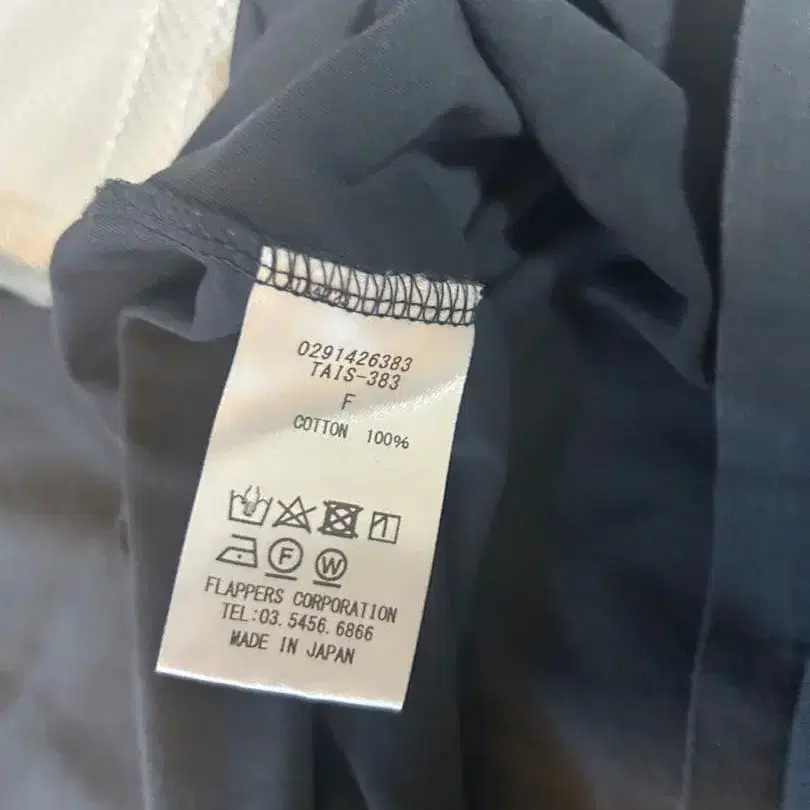 0291426383
TAIS-383
F
COTTON 100%
F W
FLAPPERS CORPORATION
TEL:03.5456.6866
MADE IN JAPAN